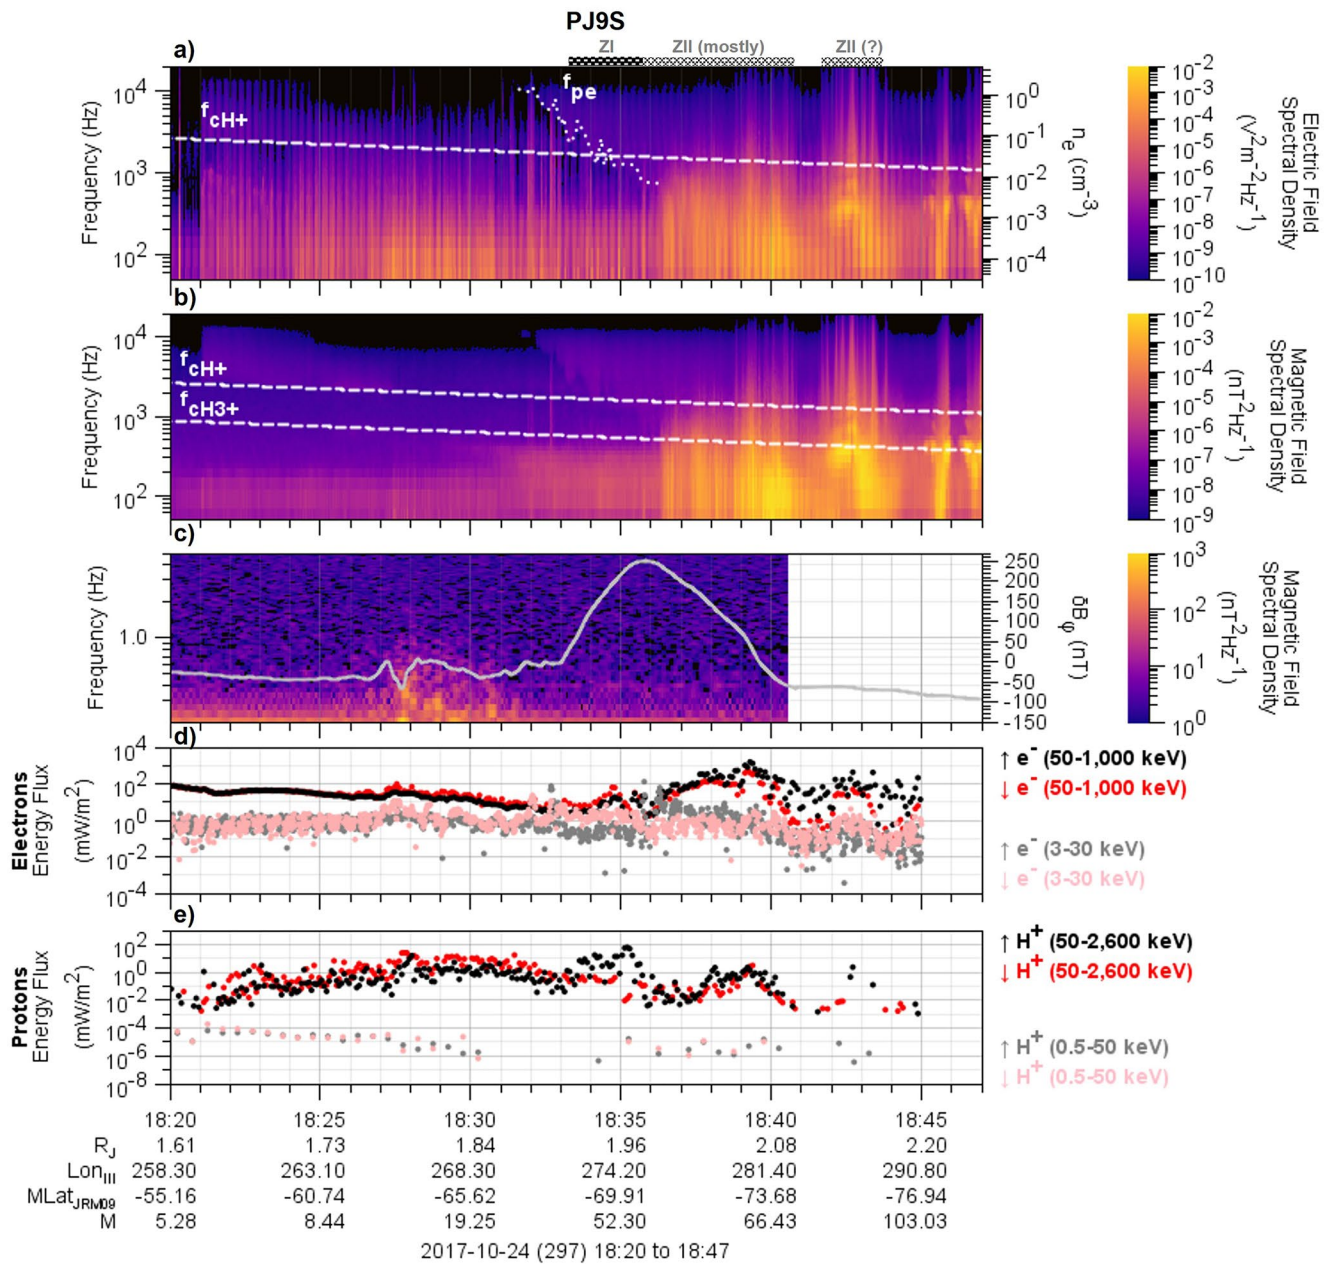 PJ9S
a)
ZI ZII (mostly) ZII (?)
Frequency (Hz)
10^4
10^3
10^2
f_cH+
f_pe
10^0
10^-1
10^-2
10^-3
10^-4
n_e (cm^-3)
10^-2
10^-3
10^-4
10^-5
10^-6
10^-7
10^-8
10^-9
10^-10
Electric Field
Spectral Density
(V^2m^-2Hz^-1)
b)
Frequency (Hz)
10^4
10^3
10^2
f_cH+
f_cH3+
10^-2
10^-3
10^-4
10^-5
10^-6
10^-7
10^-8
10^-9
Magnetic Field
Spectral Density
(nT^2Hz^-1)
c)
Frequency (Hz)
1.0
250
200
150
100
50
0
-50
-100
-150
δB_φ (nT)
10^3
10^2
10^1
10^0
Magnetic Field
Spectral Density
(nT^2Hz^-1)
d)
Electrons
Energy Flux
(mW/m^2)
10^4
10^2
10^0
10^-2
10^-4
↑ e^- (50-1,000 keV)
↓ e^- (50-1,000 keV)
↑ e^- (3-30 keV)
↓ e^- (3-30 keV)
e)
Protons
Energy Flux
(mW/m^2)
10^2
10^0
10^-2
10^-4
10^-6
10^-8
↑ H^+ (50-2,600 keV)
↓ H^+ (50-2,600 keV)
↑ H^+ (0.5-50 keV)
↓ H^+ (0.5-50 keV)
18:20 18:25 18:30 18:35 18:40 18:45
R_J 1.61 1.73 1.84 1.96 2.08 2.20
Lon_III 258.30 263.10 268.30 274.20 281.40 290.80
MLat_JRM09 -55.16 -60.74 -65.62 -69.91 -73.68 -76.94
M 5.28 8.44 19.25 52.30 66.43 103.03
2017-10-24 (297) 18:20 to 18:47